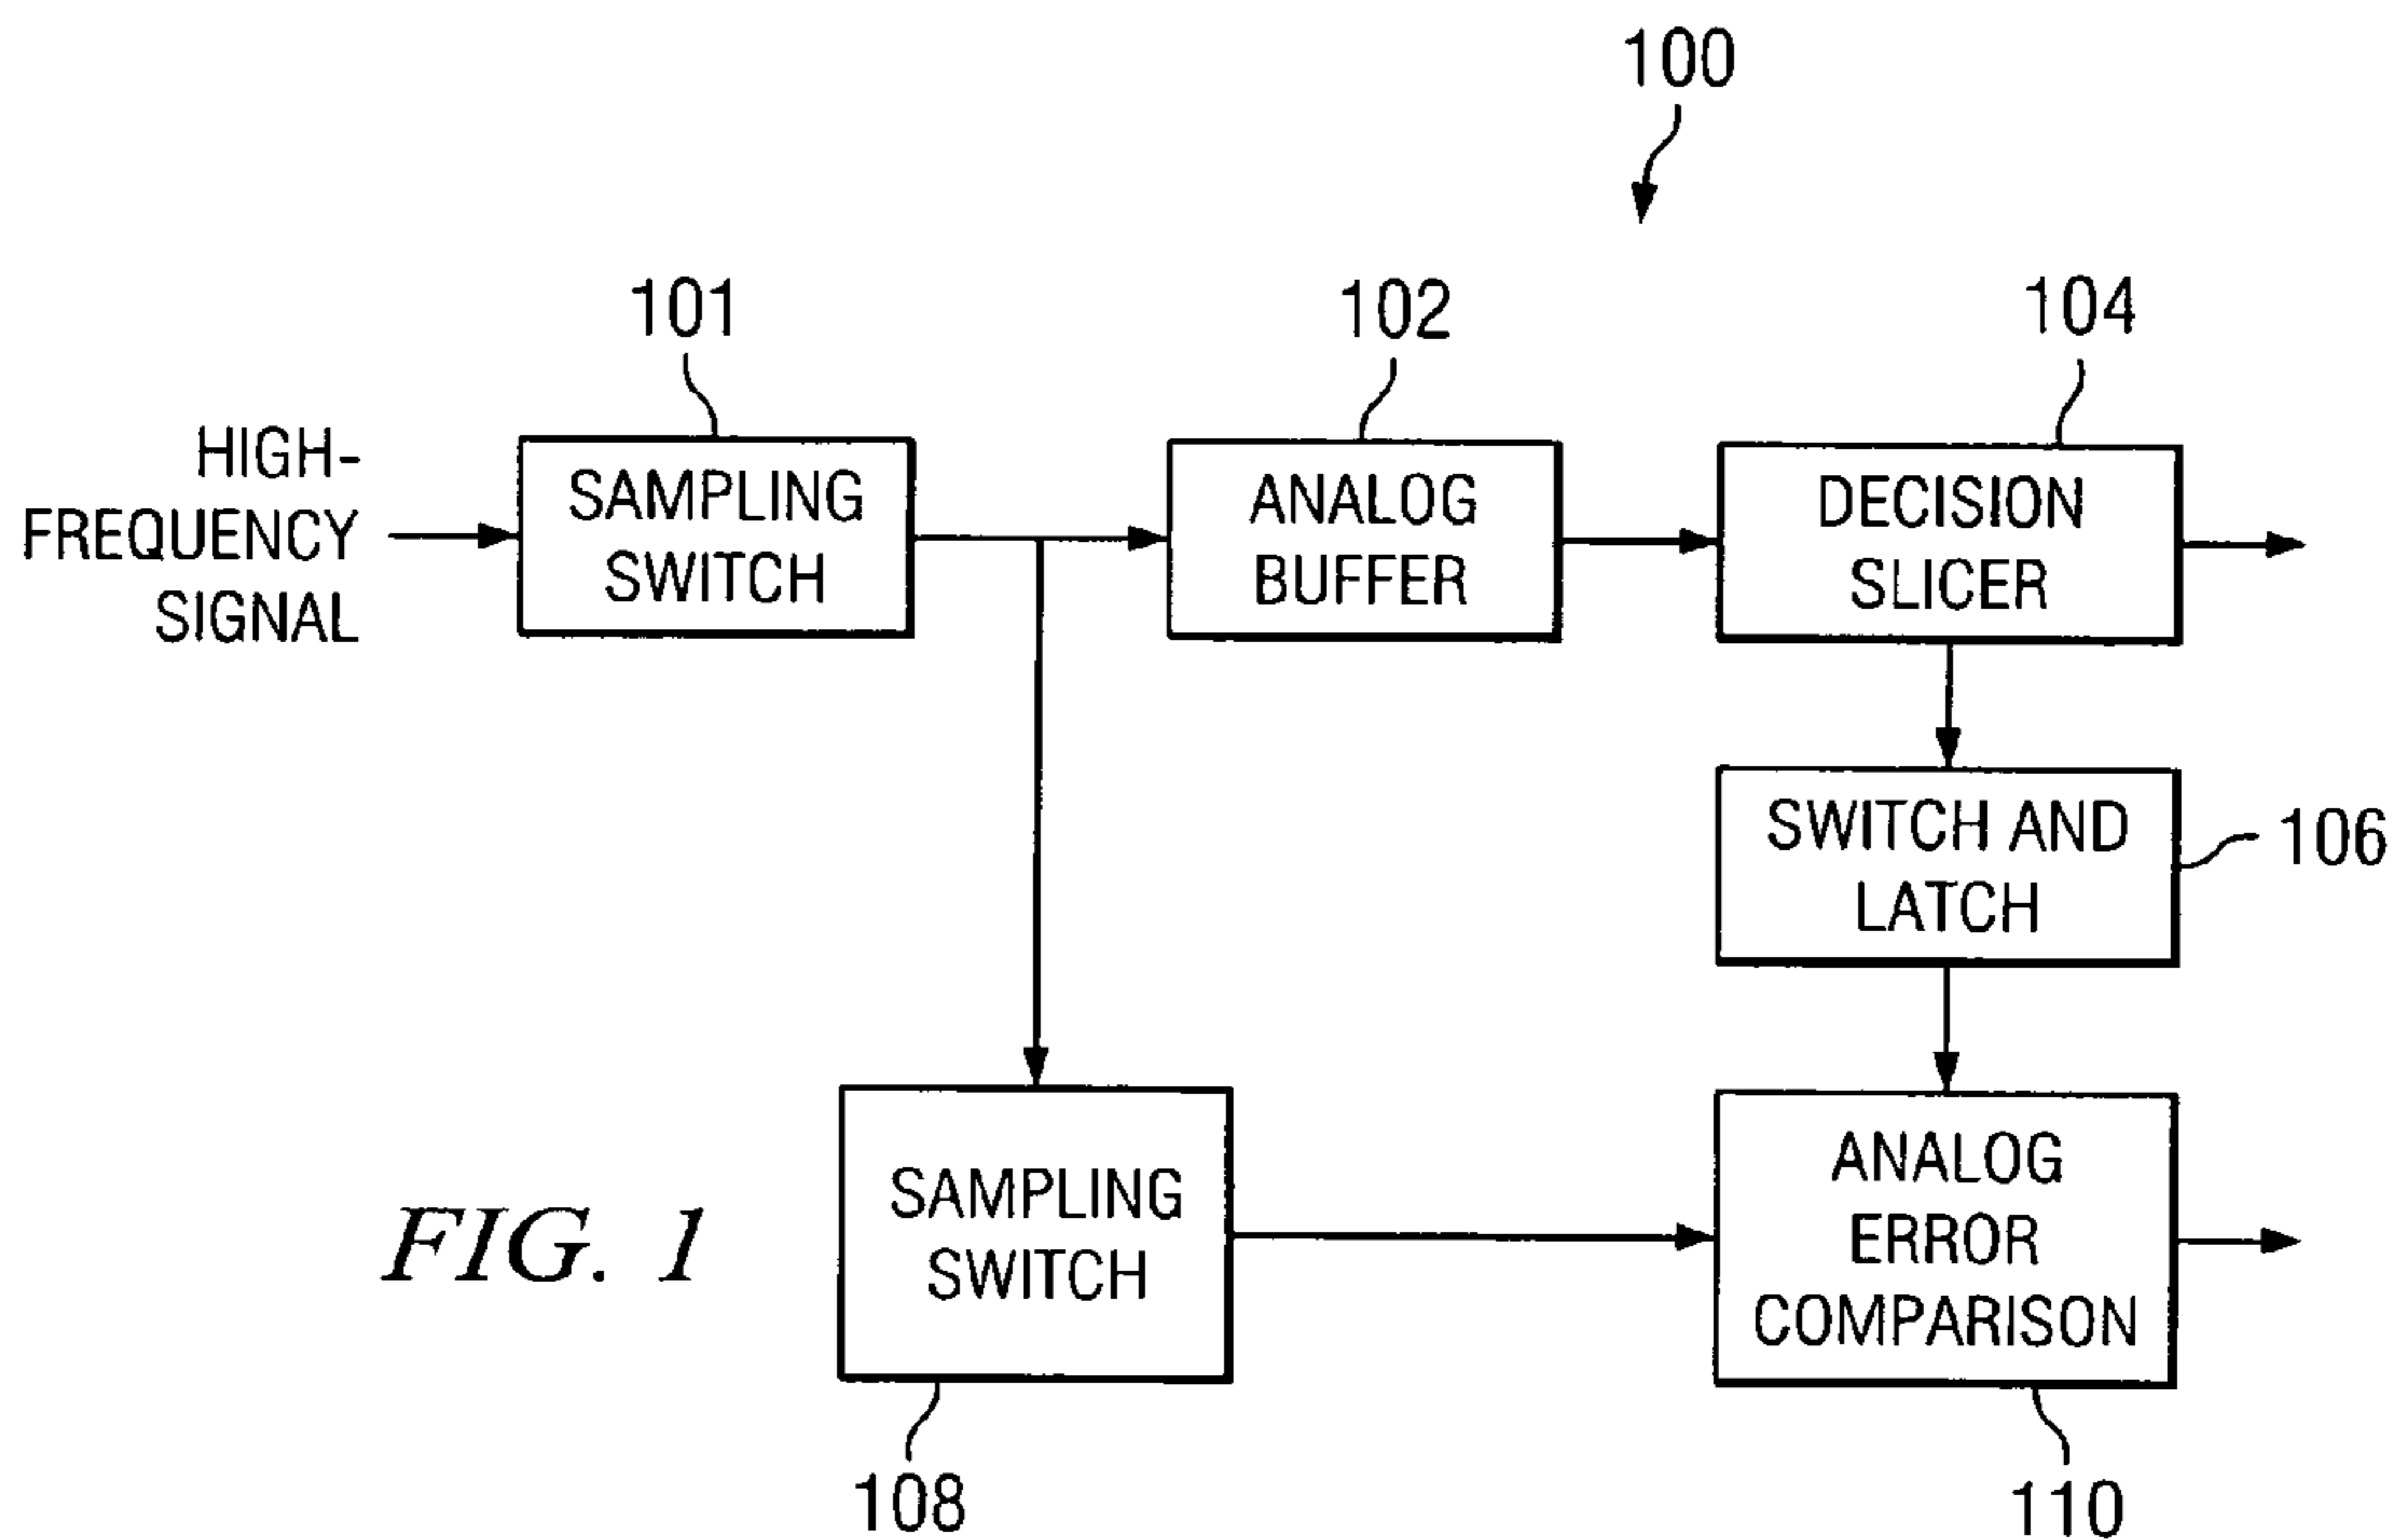 100
101
102
104
HIGH-
FREQUENCY
SIGNAL
SAMPLING
SWITCH
ANALOG
BUFFER
DECISION
SLICER
SWITCH AND
LATCH
106
SAMPLING
SWITCH
ANALOG
ERROR
COMPARISON
FIG. 1
108
110